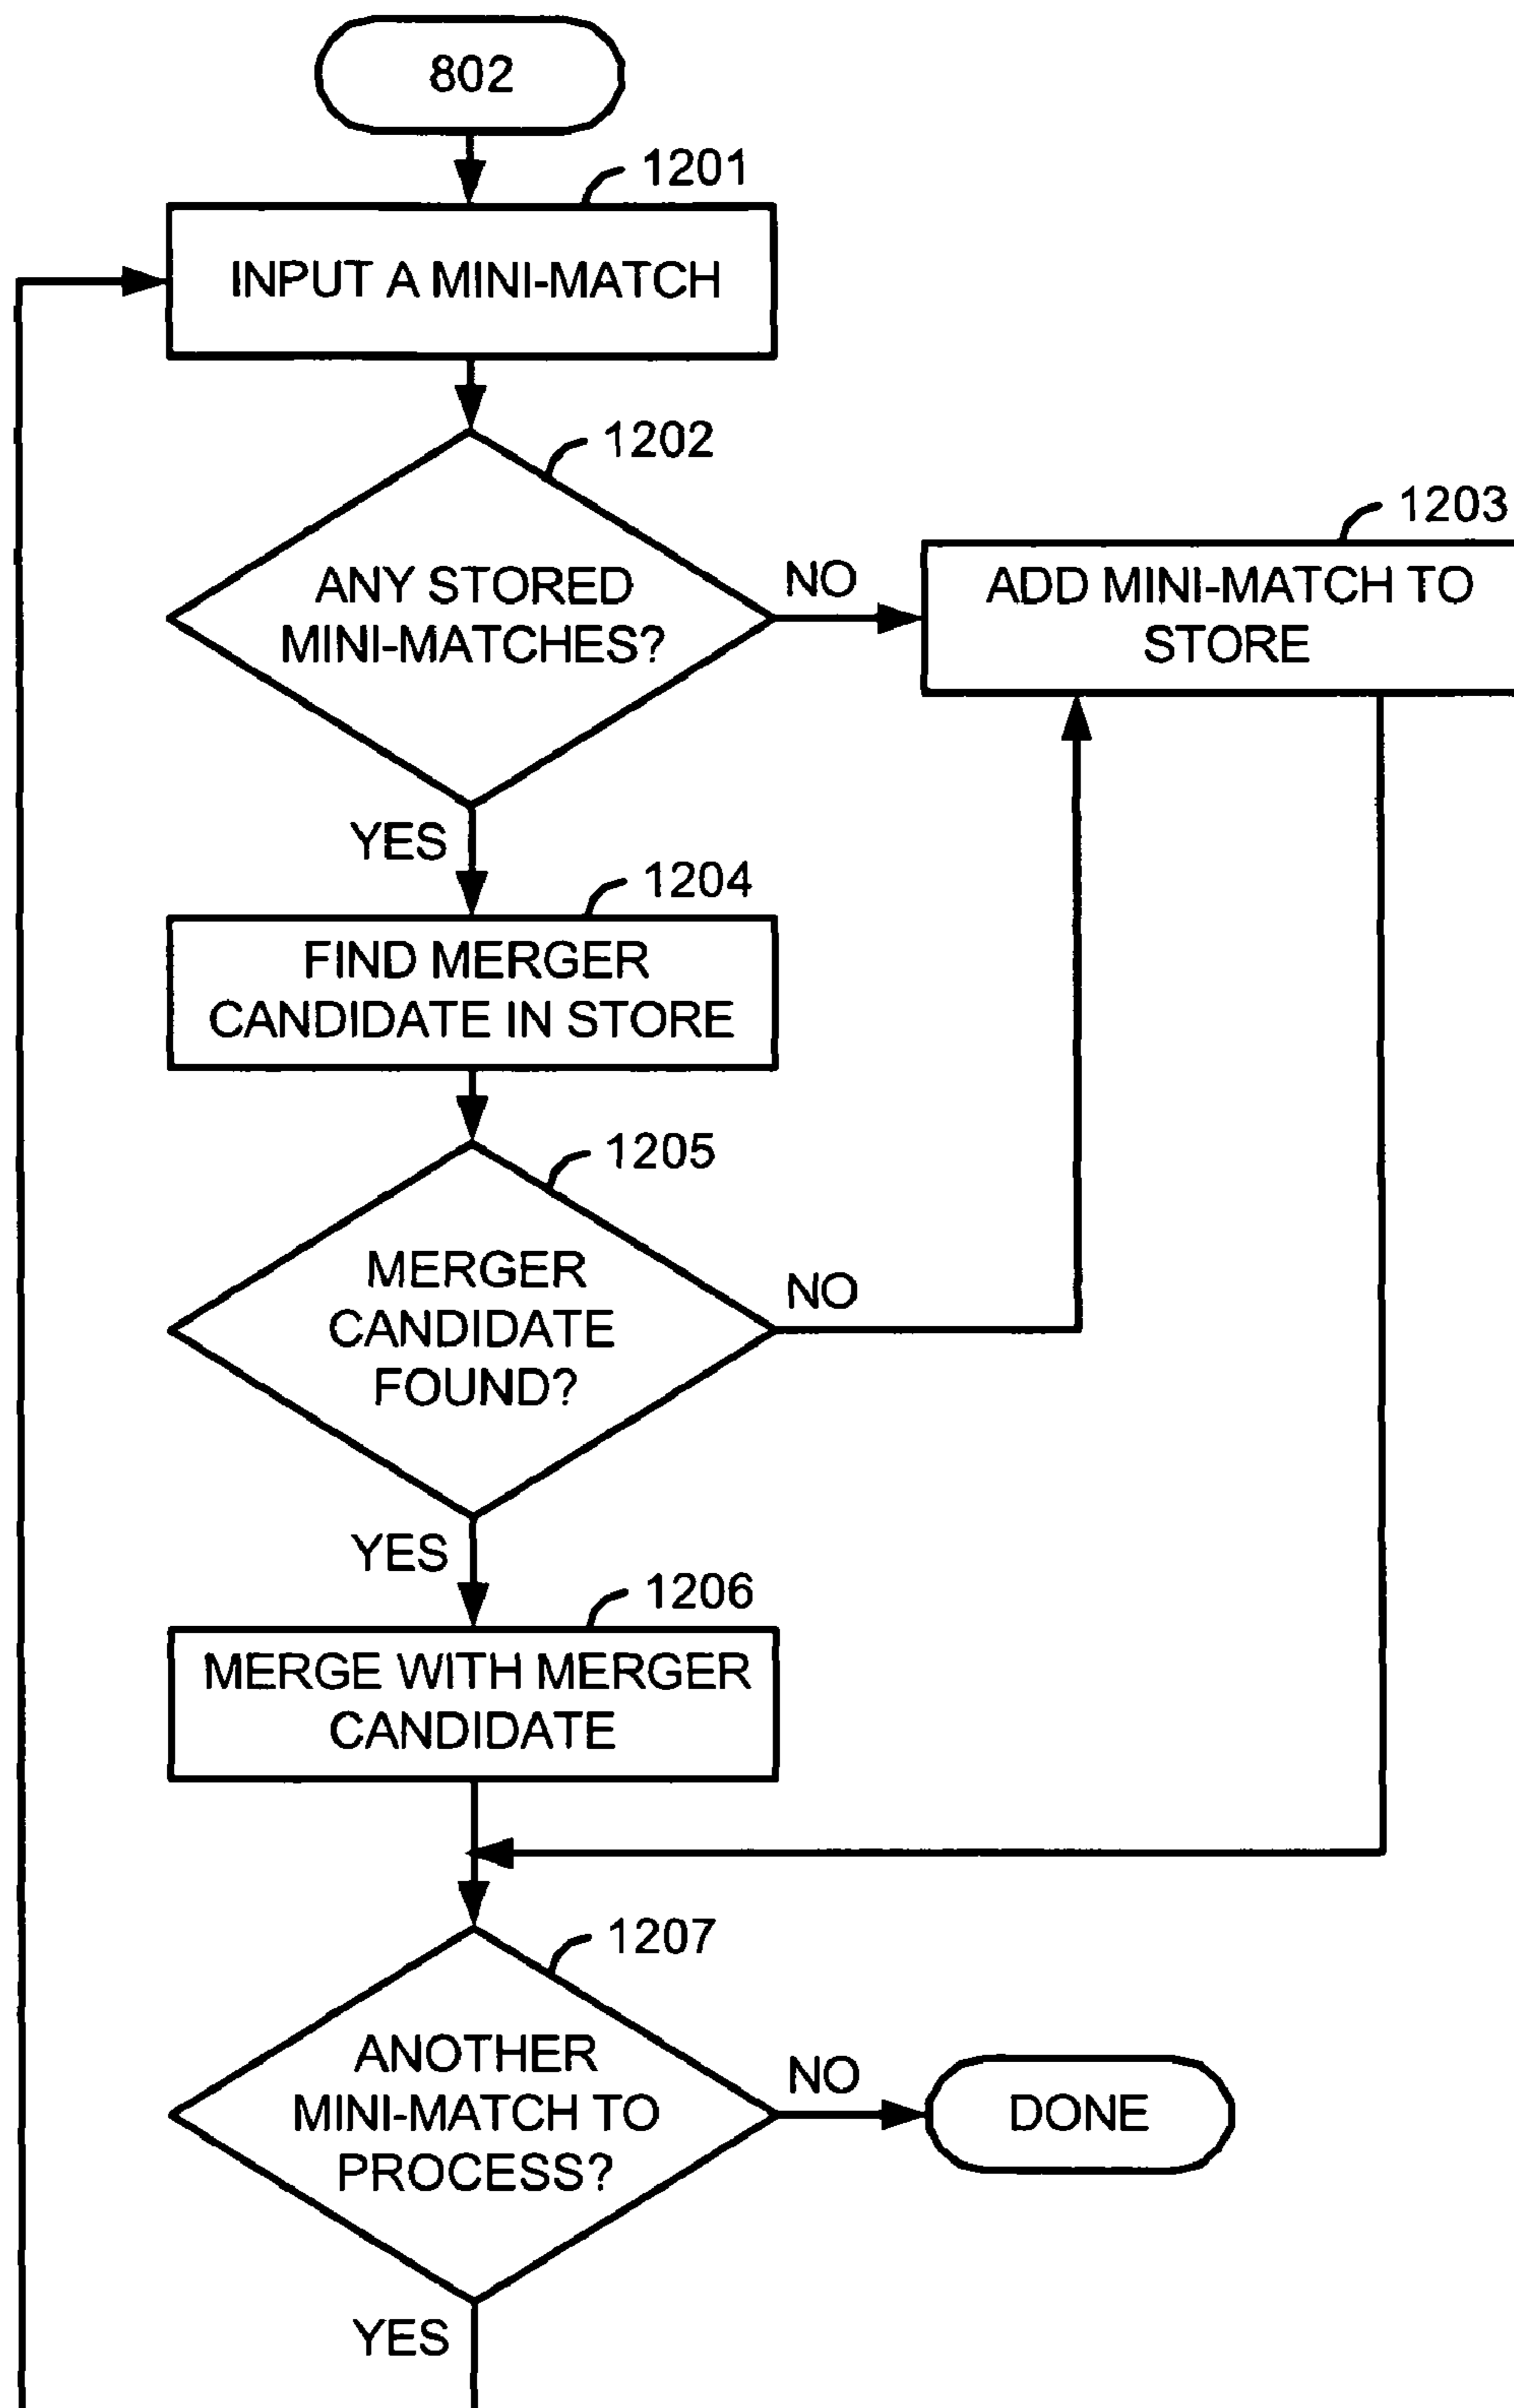 802
1201
INPUT A MINI-MATCH
1202
ANY STORED
MINI-MATCHES?
NO
1203
ADD MINI-MATCH TO
STORE
YES
1204
FIND MERGER
CANDIDATE IN STORE
1205
MERGER
CANDIDATE
FOUND?
NO
YES
1206
MERGE WITH MERGER
CANDIDATE
1207
ANOTHER
MINI-MATCH TO
PROCESS?
NO
DONE
YES